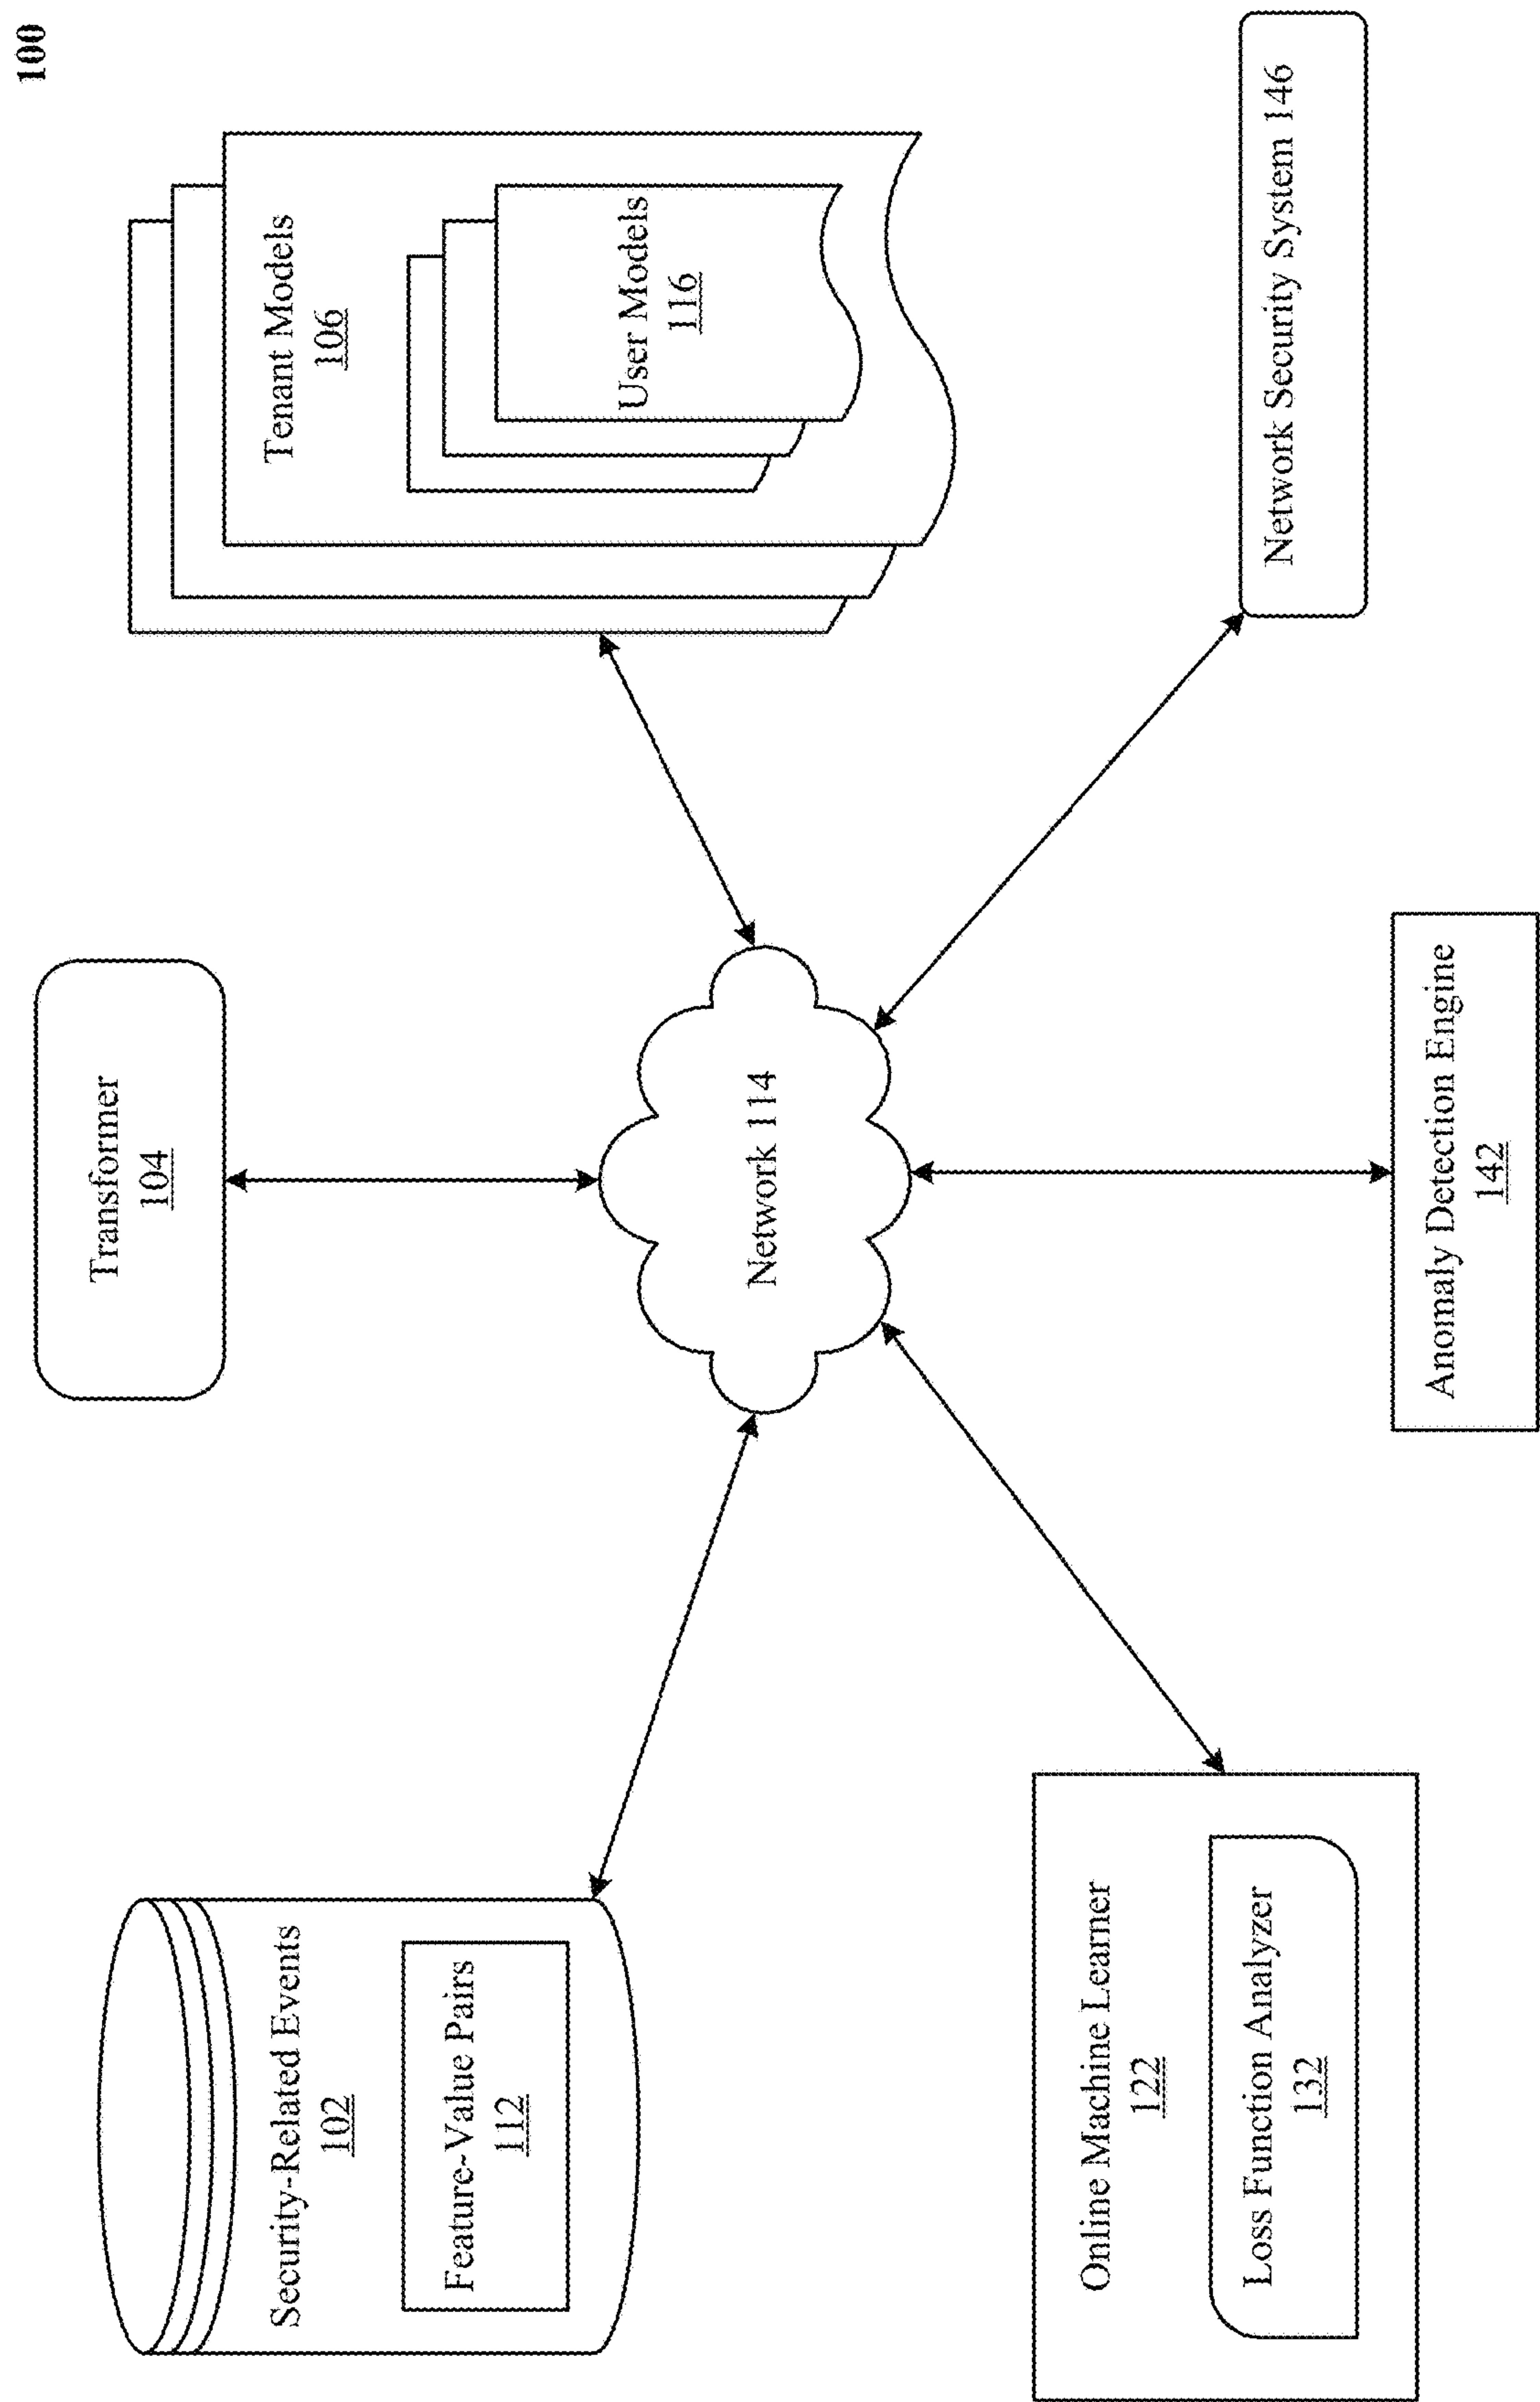 100
Security-Related Events
102
Feature-Value Pairs
112
Transformer
104
Tenant Models
106
User Models
116
Network 114
Online Machine Learner
122
Loss Function Analyzer
132
Anomaly Detection Engine
142
Network Security System 146